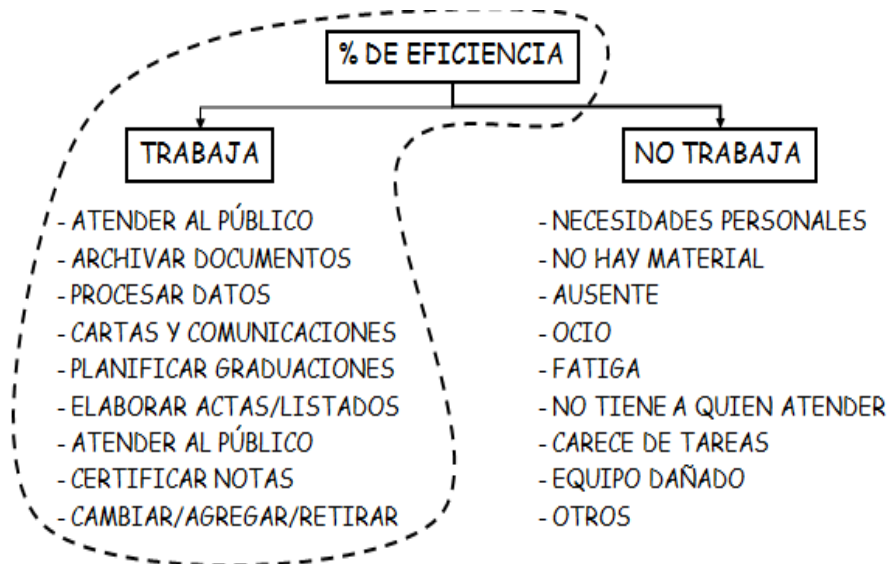 % DE EFICIENCIA
TRABAJA
- ATENDER AL PÚBLICO
- ARCHIVAR DOCUMENTOS
- PROCESAR DATOS
- CARTAS Y COMUNICACIONES
- PLANIFICAR GRADUACIONES
- ELABORAR ACTAS/LISTADOS
- ATENDER AL PÚBLICO
- CERTIFICAR NOTAS
- CAMBIAR/AGREGAR/RETIRAR
NO TRABAJA
- NECESIDADES PERSONALES
- NO HAY MATERIAL
- AUSENTE
- OCIO
- FATIGA
- NO TIENE A QUIEN ATENDER
- CARECE DE TAREAS
- EQUIPO DAÑADO
- OTROS